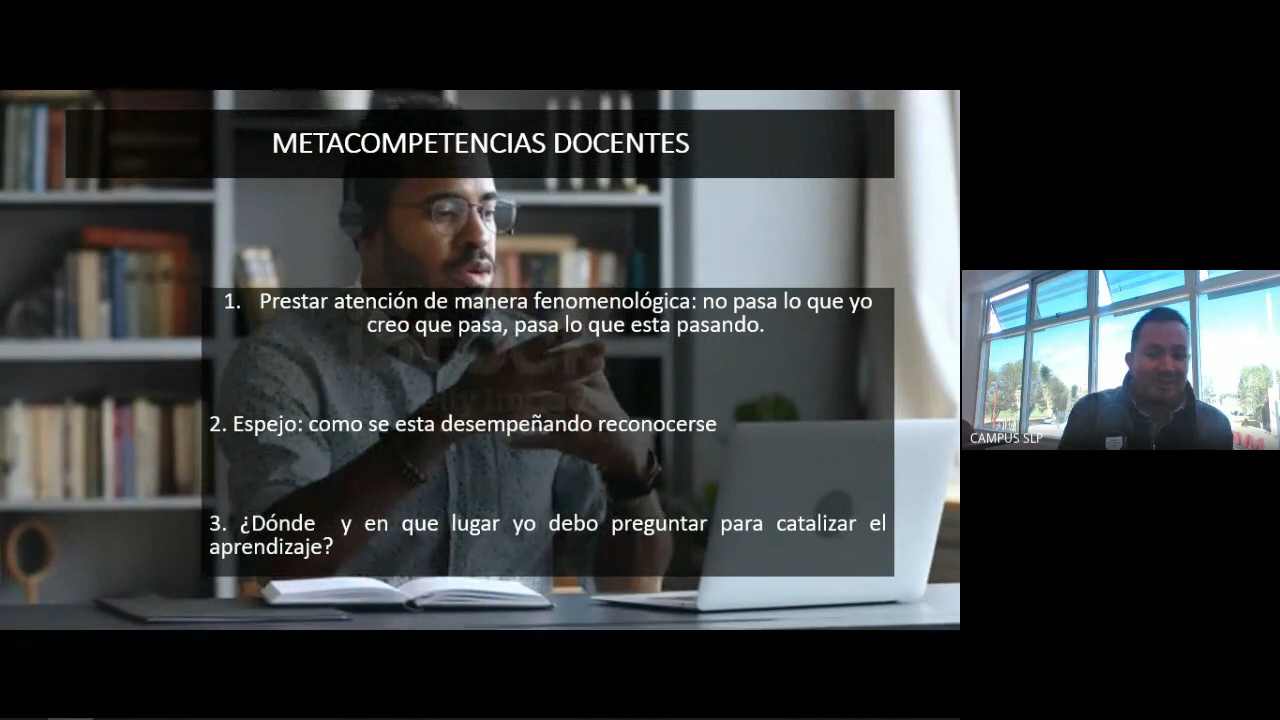 METACOMPETENCIAS DOCENTES
1. Prestar atención de manera fenomenológica: no pasa lo que yo
creo que pasa, pasa lo que esta pasando.
2. Espejo: como se esta desempeñando reconocerse
3. ¿Dónde y en que lugar yo debo preguntar para catalizar el
aprendizaje?
CAMPUS SLP